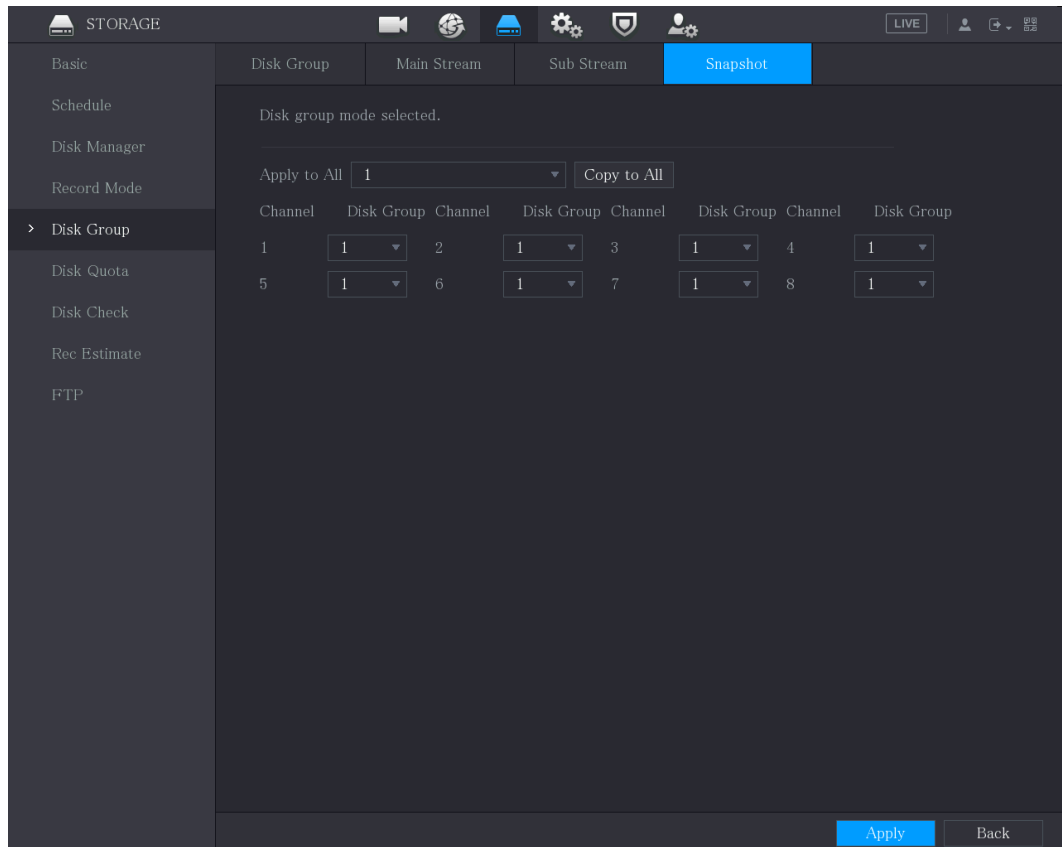 STORAGE LIVE
Basic
Schedule
Disk Manager
Record Mode
> Disk Group
Disk Quota
Disk Check
Rec Estimate
FTP
Disk Group Main Stream Sub Stream Snapshot
Disk group mode selected.
Apply to All 1 Copy to All
Channel Disk Group Channel Disk Group Channel Disk Group Channel Disk Group
1 1 2 1 3 1 4 1
5 1 6 1 7 1 8 1
Apply Back